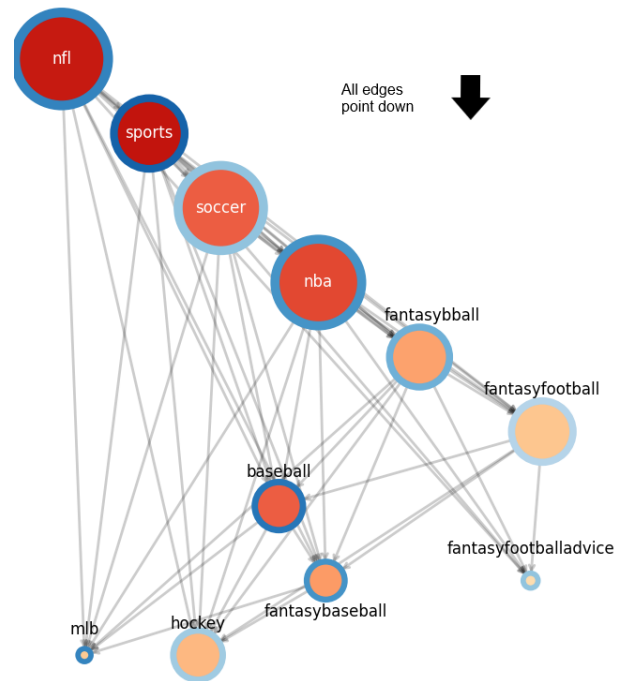 nfl
All edges
point down
sports
soccer
nba
fantasybball
fantasyfootball
baseball
fantasyfootballadvice
fantasybaseball
mlb
hockey